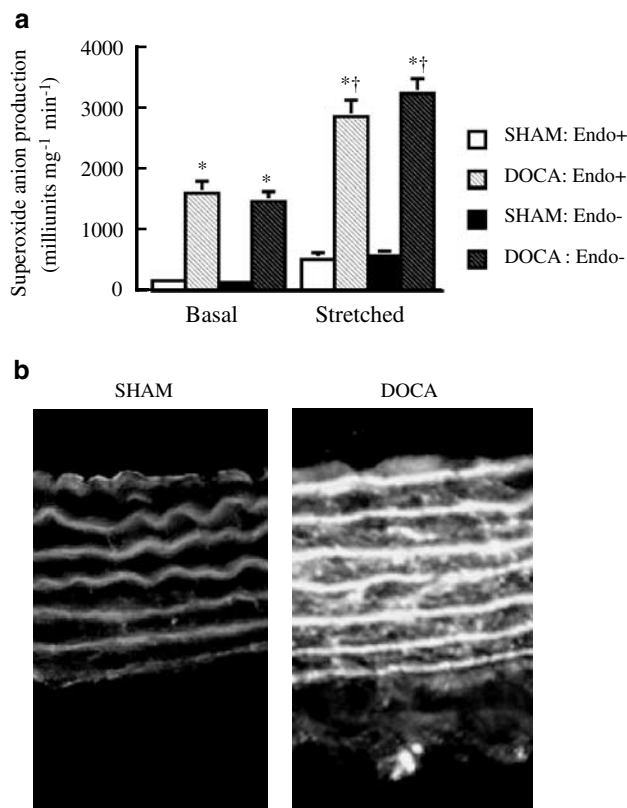 a
Superoxide anion production
(milliunits mg⁻¹ min⁻¹)
4000
3000
2000
1000
0
*
*
*†
*†
Basal
Stretched
SHAM: Endo+
DOCA: Endo+
SHAM: Endo-
DOCA : Endo-
b
SHAM
DOCA